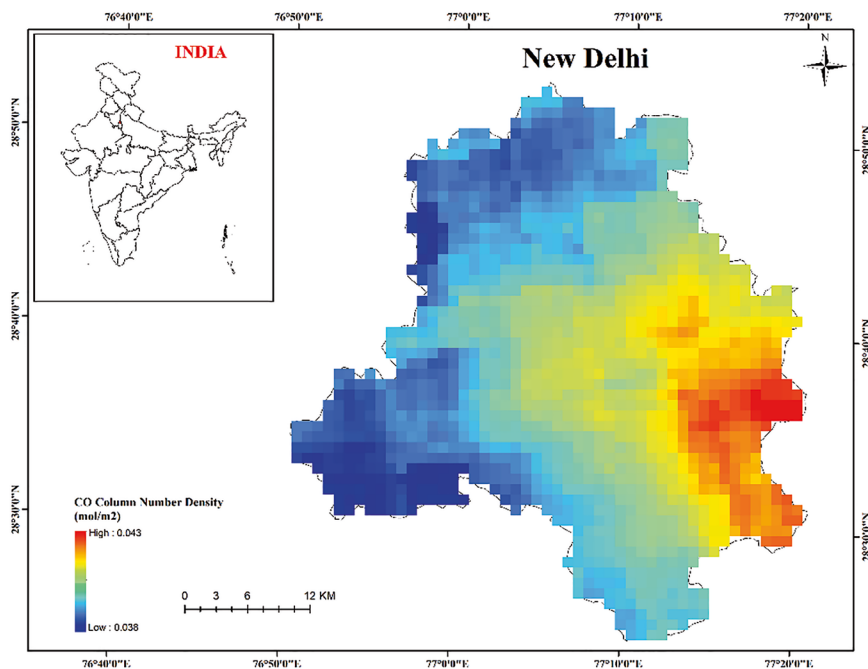 76°40'0"E 76°50'0"E 77°0'0"E 77°10'0"E 77°20'0"E
INDIA
New Delhi
N
28°50'0"N
28°40'0"N
28°30'0"N
CO Column Number Density
(mol/m2)
High : 0.043
Low : 0.038
0 3 6 12 KM
76°40'0"E 76°50'0"E 77°0'0"E 77°10'0"E 77°20'0"E